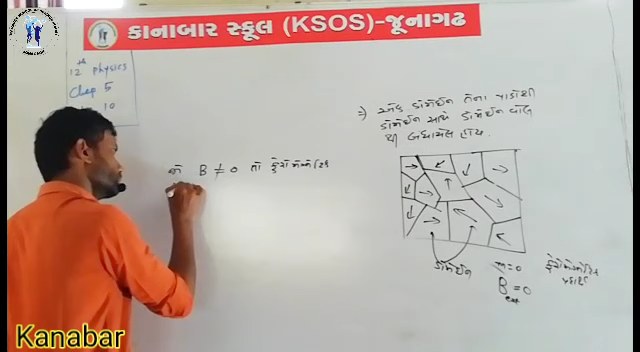 કાનાબાર સ્કૂલ (KSOS)-જૂનાગઢ
12th Physics
Chap 5
10
⇒ એક ડોમેઈન તેના પાડોશી
ડોમેઈન સાથે ડોમેઈન વોલ
થી બંધાયેલ હોય.
જો B ≠ 0 તો ફેરોમેગ્નેટિક
ડોમેઈન
m=0
ફેરોમેગ્નેટિક
પદાર્થ
B = 0
ext
Kanabar